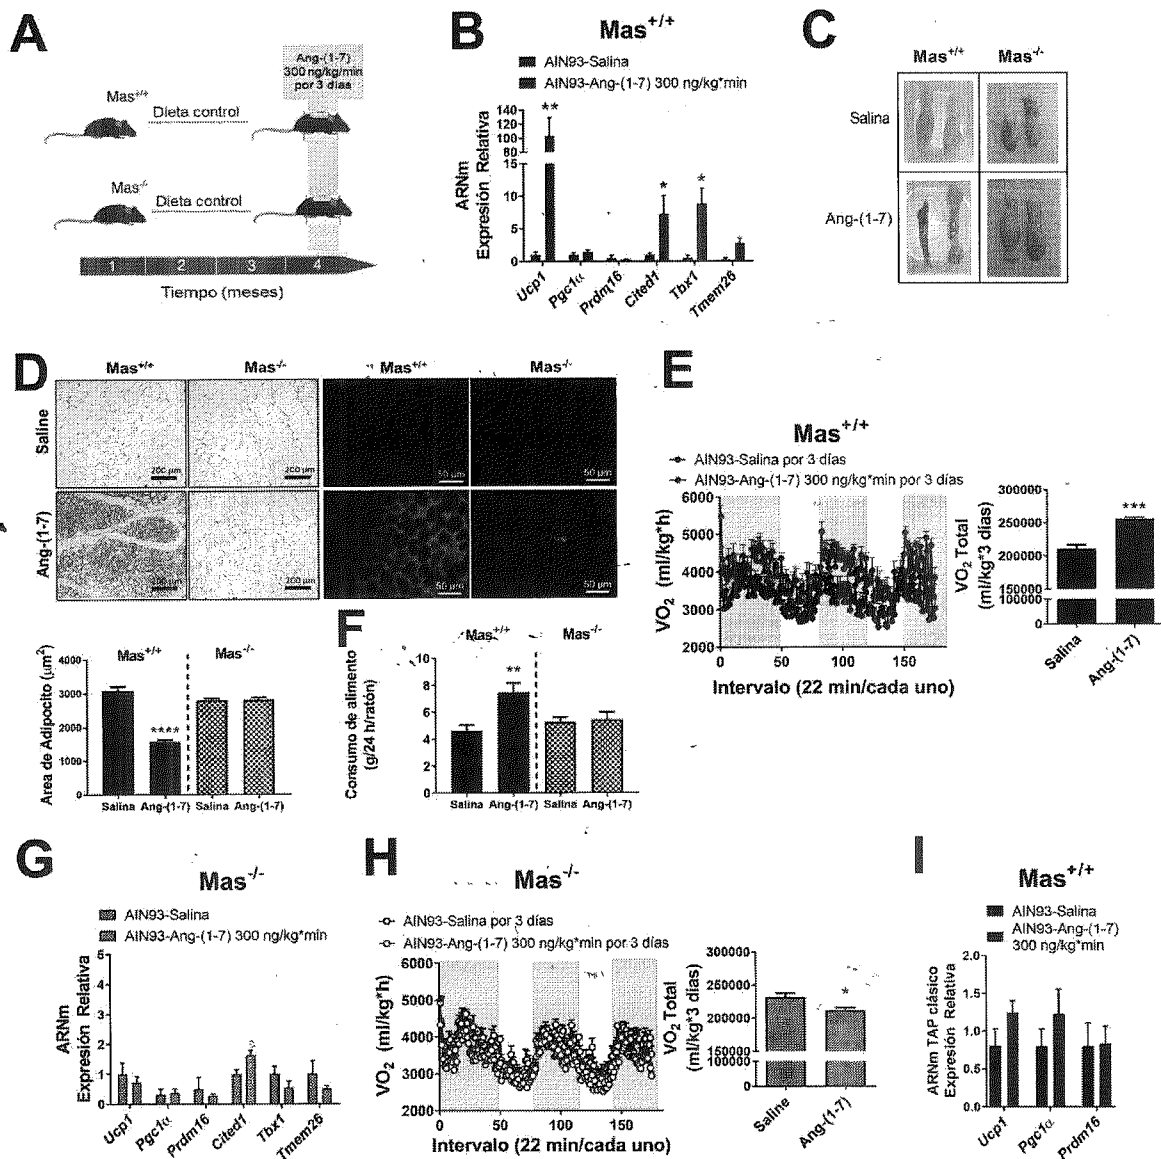 A
Ang-(1-7)
300 ng/kg/min
por 3 días
Mas+/+
Dieta control
Mas-/-
Dieta control
1 2 3 4
Tiempo (meses)
B
Mas+/+
AIN93-Salina
AIN93-Ang-(1-7) 300 ng/kg*min
ARNm
Expresión Relativa
140
120
100
80
15
10
5
0
**
*
*
Ucp1 Pgc1α Prdm16 Cited1 Tbx1 Tmem26
C
Mas+/+ Mas-/-
Salina
Ang-(1-7)
D
Mas+/+ Mas-/- Mas+/+ Mas-/-
Saline
200 µm 200 µm 50 µm 50 µm
Ang-(1-7)
200 µm 200 µm 50 µm 50 µm
Mas+/+ Mas-/-
Area de Adipocito (µm²)
4000
3000
2000
1000
0
****
Salina Ang-(1-7) Salina Ang-(1-7)
E
Mas+/+
AIN93-Salina por 3 días
AIN93-Ang-(1-7) 300 ng/kg*min por 3 días
VO2 (ml/kg*h)
6000
5000
4000
3000
2000
0 50 100 150
Intervalo (22 min/cada uno)
VO2 Total
(ml/kg*3 días)
300000
250000
200000
150000
100000
0
***
Salina Ang-(1-7)
F
Mas+/+ Mas-/-
Consumo de alimento
(g/24 h/ratón)
10
8
6
4
2
0
**
Salina Ang-(1-7) Salina Ang-(1-7)
G
Mas-/-
AIN93-Salina
AIN93-Ang-(1-7) 300 ng/kg*min
ARNm
Expresión Relativa
5
4
3
2
1
0
Ucp1 Pgc1α Prdm16 Cited1 Tbx1 Tmem26
H
Mas-/-
AIN93-Salina por 3 días
AIN93-Ang-(1-7) 300 ng/kg*min por 3 días
VO2 (ml/kg*h)
6000
5000
4000
3000
2000
0 50 100 150
Intervalo (22 min/cada uno)
VO2 Total
(ml/kg*3 días)
300000
250000
200000
150000
100000
0
*
Saline Ang-(1-7)
I
Mas+/+
AIN93-Salina
AIN93-Ang-(1-7)
300 ng/kg*min
ARNm TAP clásico
Expresión Relativa
2.0
1.5
1.0
0.5
0.0
Ucp1 Pgc1α Prdm16